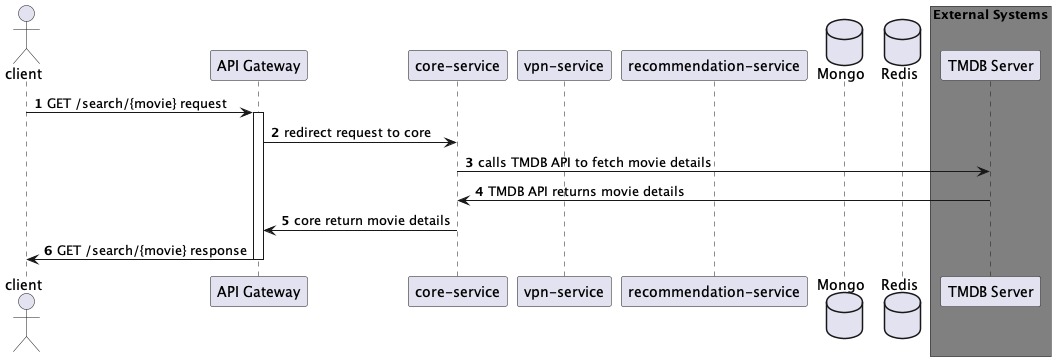 External Systems
client
API Gateway
core-service
vpn-service
recommendation-service
Mongo
Redis
TMDB Server
1 GET /search/{movie} request
2 redirect request to core
3 calls TMDB API to fetch movie details
4 TMDB API returns movie details
5 core return movie details
6 GET /search/{movie} response
client
API Gateway
core-service
vpn-service
recommendation-service
Mongo
Redis
TMDB Server